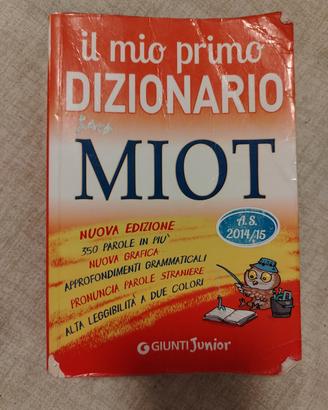 il mio primo
DIZIONARIO
MIOT
NUOVA EDIZIONE
350 PAROLE IN PIÙ
NUOVA GRAFICA
APPROFONDIMENTI GRAMMATICALI
PRONUNCIA PAROLE STRANIERE
ALTA LEGGIBILITÀ A DUE COLORI
A.S.
2014/15
GIUNTI Junior